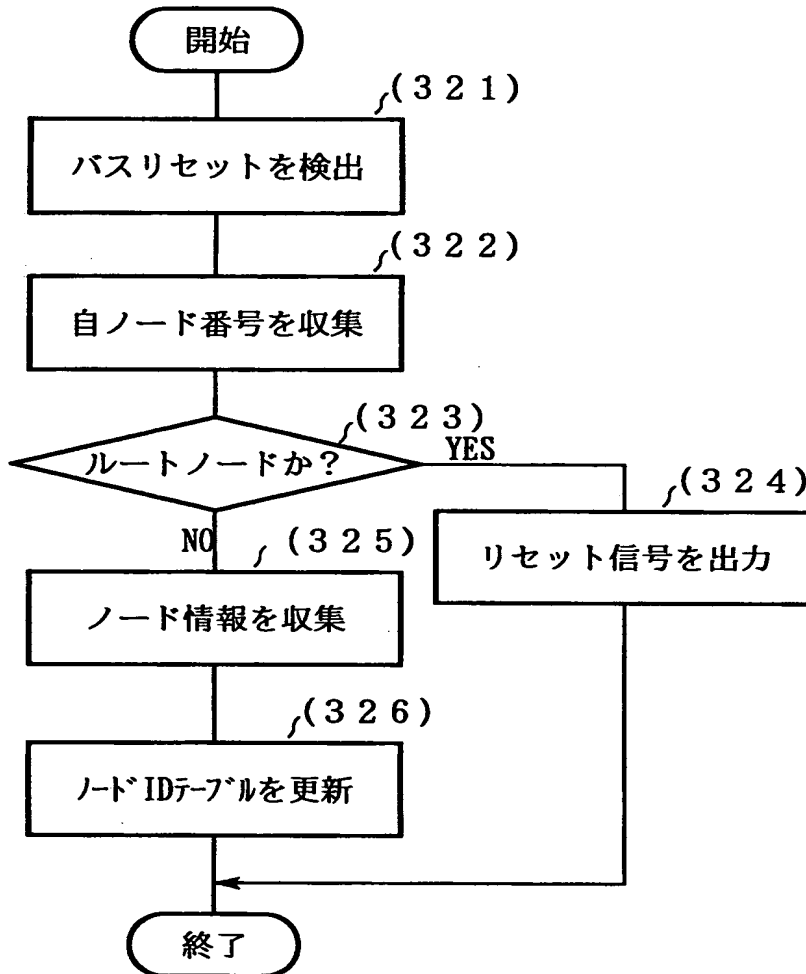 開始
(321)
バスリセットを検出
(322)
自ノード番号を収集
(323)
ルートノードか?
YES
(324)
リセット信号を出力
NO
(325)
ノード情報を収集
(326)
ﾉｰﾄﾞIDﾃｰﾌﾞﾙを更新
終了